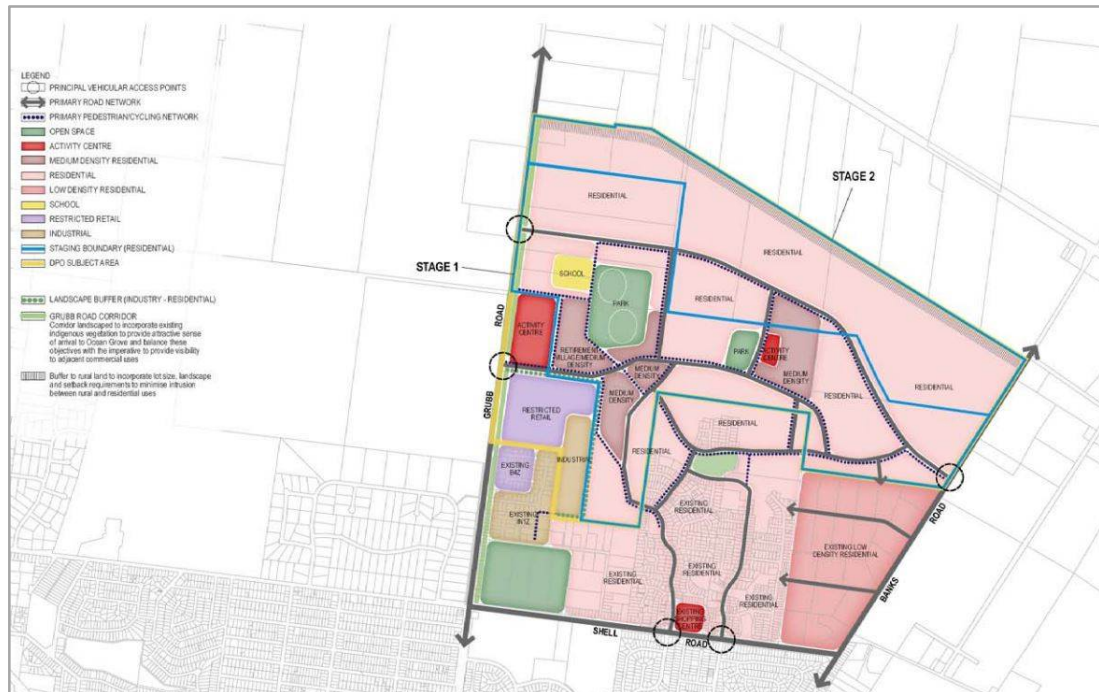 LEGEND
PRINCIPAL VEHICULAR ACCESS POINTS
PRIMARY ROAD NETWORK
PRIMARY PEDESTRIAN/CYCLING NETWORK
OPEN SPACE
ACTIVITY CENTRE
MEDIUM DENSITY RESIDENTIAL
RESIDENTIAL
LOW DENSITY RESIDENTIAL
SCHOOL
RESTRICTED RETAIL
INDUSTRIAL
STAGING BOUNDARY (RESIDENTIAL)
DPO SUBJECT AREA
LANDSCAPE BUFFER (INDUSTRY - RESIDENTIAL)
GRUBB ROAD CORRIDOR
Corridor landscaped to incorporate existing
indigenous vegetation to provide attractive sense
of arrival to Ocean Grove and balance these
objectives with the imperative to provide visibility
to adjacent commercial uses
Buffer to rural land to incorporate lot size, landscape
and setback requirements to minimise intrusion
between rural and residential uses
STAGE 2
RESIDENTIAL
RESIDENTIAL
STAGE 1
SCHOOL
PARK
RESIDENTIAL
ROAD
ACTIVITY
CENTRE
RETIREMENT
VILLAGE/MEDIUM
DENSITY
MEDIUM
DENSITY
PARK
ACTIVITY
CENTRE
MEDIUM
DENSITY
RESIDENTIAL
RESIDENTIAL
GRUBB
RESTRICTED
RETAIL
MEDIUM
DENSITY
RESIDENTIAL
RESIDENTIAL
EXISTING
B4Z
INDUSTRIAL
EXISTING
IN1Z
EXISTING
RESIDENTIAL
EXISTING LOW
DENSITY RESIDENTIAL
ROAD
BANKS
EXISTING
RESIDENTIAL
EXISTING
RESIDENTIAL
EXISTING
RESIDENTIAL
EXISTING
SHOPPING
CENTRE
SHELL
ROAD